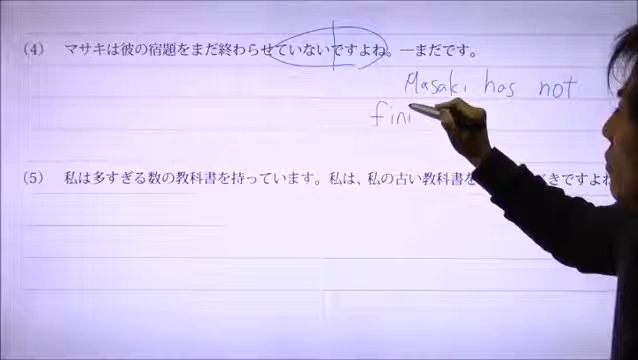 (4) マサキは彼の宿題をまだ終わらせていないですよね。―まだです。
Masaki has not
fini
(5) 私は多すぎる数の教科書を持っています。私は、私の古い教科書を べきですよね